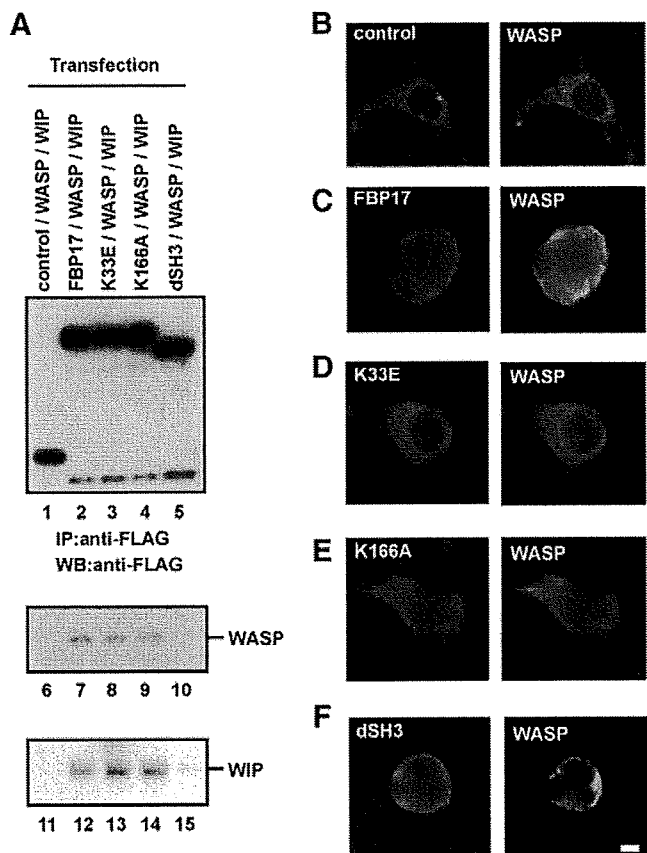 A
Transfection
control / WASP / WIP
FBP17 / WASP / WIP
K33E / WASP / WIP
K166A / WASP / WIP
dSH3 / WASP / WIP
1 2 3 4 5
IP:anti-FLAG
WB:anti-FLAG
WASP
6 7 8 9 10
WIP
11 12 13 14 15
B
control
WASP
C
FBP17
WASP
D
K33E
WASP
E
K166A
WASP
F
dSH3
WASP